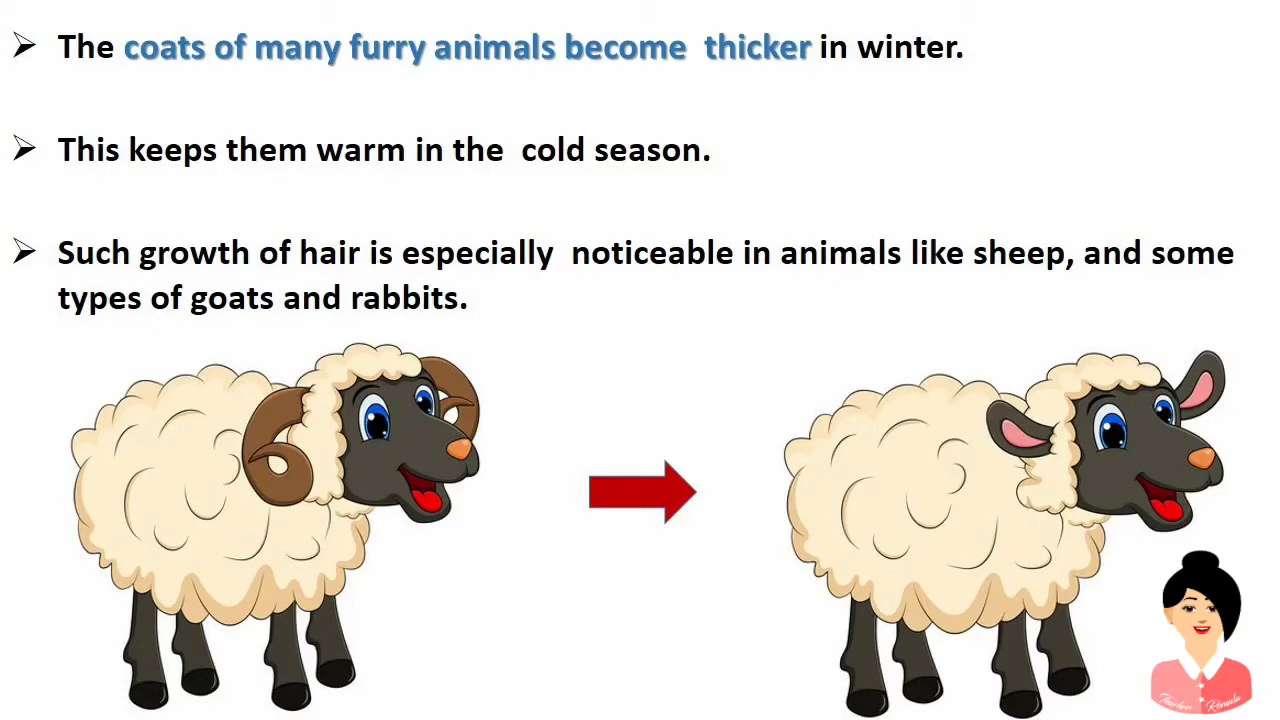 The coats of many furry animals become thicker in winter.
This keeps them warm in the cold season.
Such growth of hair is especially noticeable in animals like sheep, and some
types of goats and rabbits.